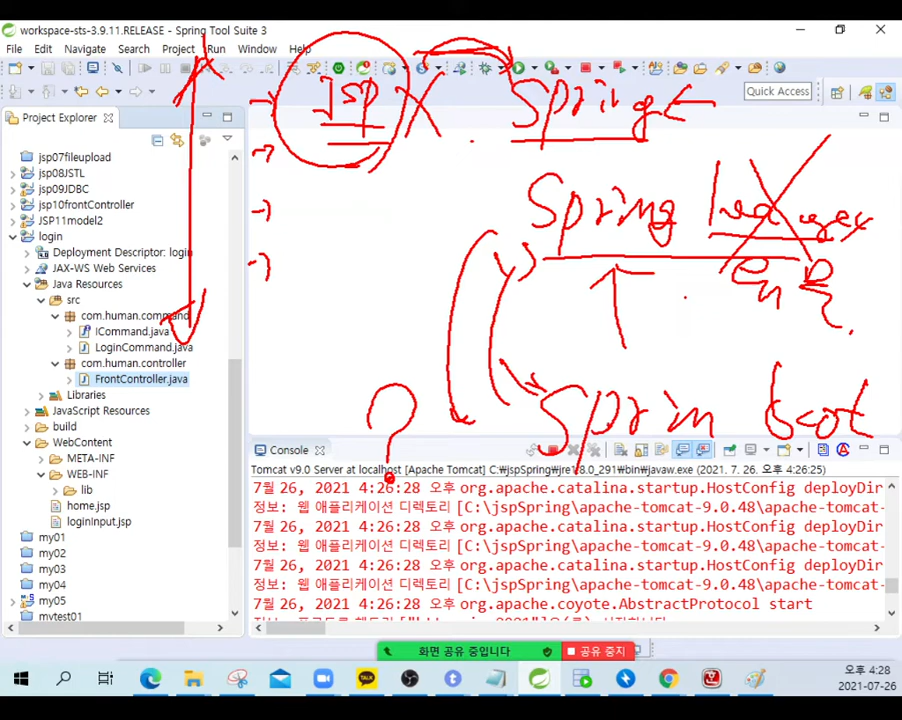 workspace-sts-3.9.11.RELEASE - Spring Tool Suite 3
File Edit Navigate Search Project Run Window Help
Quick Access
Project Explorer
jsp07fileupload
jsp08JSTL
jsp09JDBC
jsp10frontController
JSP11model2
login
Deployment Descriptor: login
JAX-WS Web Services
Java Resources
src
com.human.command
ICommand.java
LoginCommand.java
com.human.controller
FrontController.java
Libraries
JavaScript Resources
build
WebContent
META-INF
WEB-INF
lib
home.jsp
loginInput.jsp
my01
my02
my03
my04
my05
mvtest01
Jsp X Spring
Spring
?
Sprim boot
Console
Tomcat v9.0 Server at localhost [Apache Tomcat] C:\jspSpring\jre1.8.0_291\bin\javaw.exe (2021. 7. 26. 오후 4:26:25)
7월 26, 2021 4:26:28 오후 org.apache.catalina.startup.HostConfig deployDir
정보: 웹 애플리케이션 디렉토리 [C:\jspSpring\apache-tomcat-9.0.48\apache-tomcat-
7월 26, 2021 4:26:28 오후 org.apache.catalina.startup.HostConfig deployDir
정보: 웹 애플리케이션 디렉토리 [C:\jspSpring\apache-tomcat-9.0.48\apache-tomcat-
7월 26, 2021 4:26:28 오후 org.apache.catalina.startup.HostConfig deployDir
정보: 웹 애플리케이션 디렉토리 [C:\jspSpring\apache-tomcat-9.0.48\apache-tomcat-
7월 26, 2021 4:26:28 오후 org.apache.coyote.AbstractProtocol start
화면 공유 중입니다 공유 중지
오후 4:28
2021-07-26